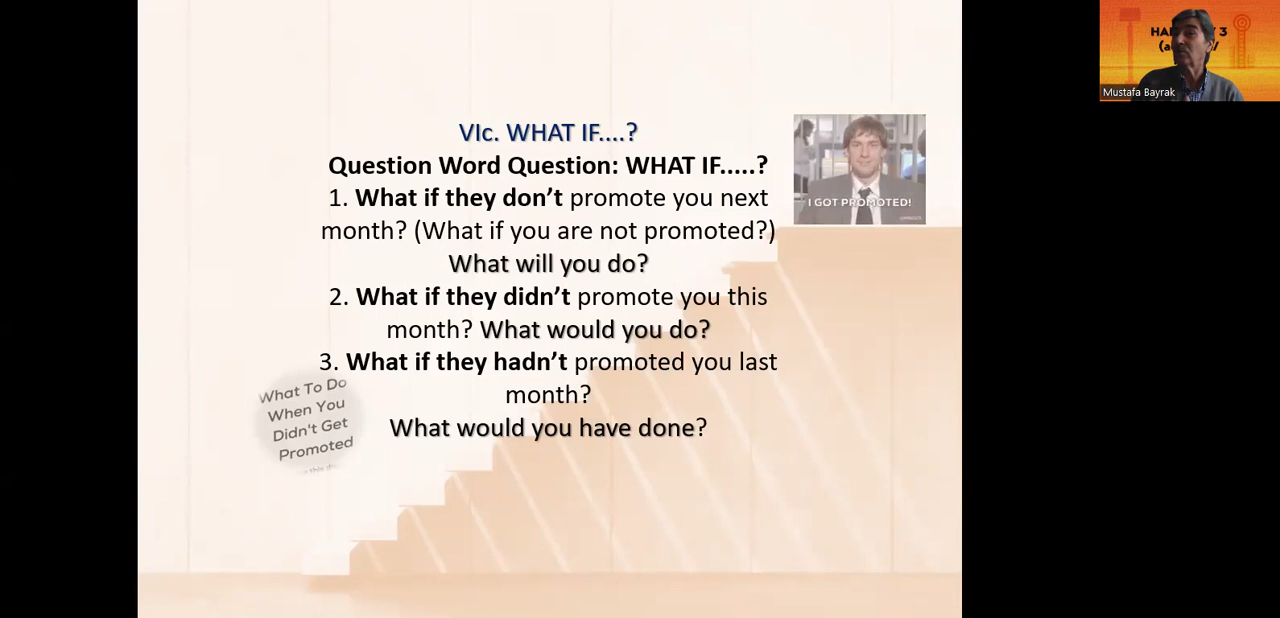 VIc. WHAT IF....?
Question Word Question: WHAT IF.....?
1. What if they don’t promote you next
month? (What if you are not promoted?)
What will you do?
2. What if they didn’t promote you this
month? What would you do?
3. What if they hadn’t promoted you last
month?
What would you have done?
I GOT PROMOTED!
What To Do
When You
Didn't Get
Promoted
this
3
Mustafa Bayrak